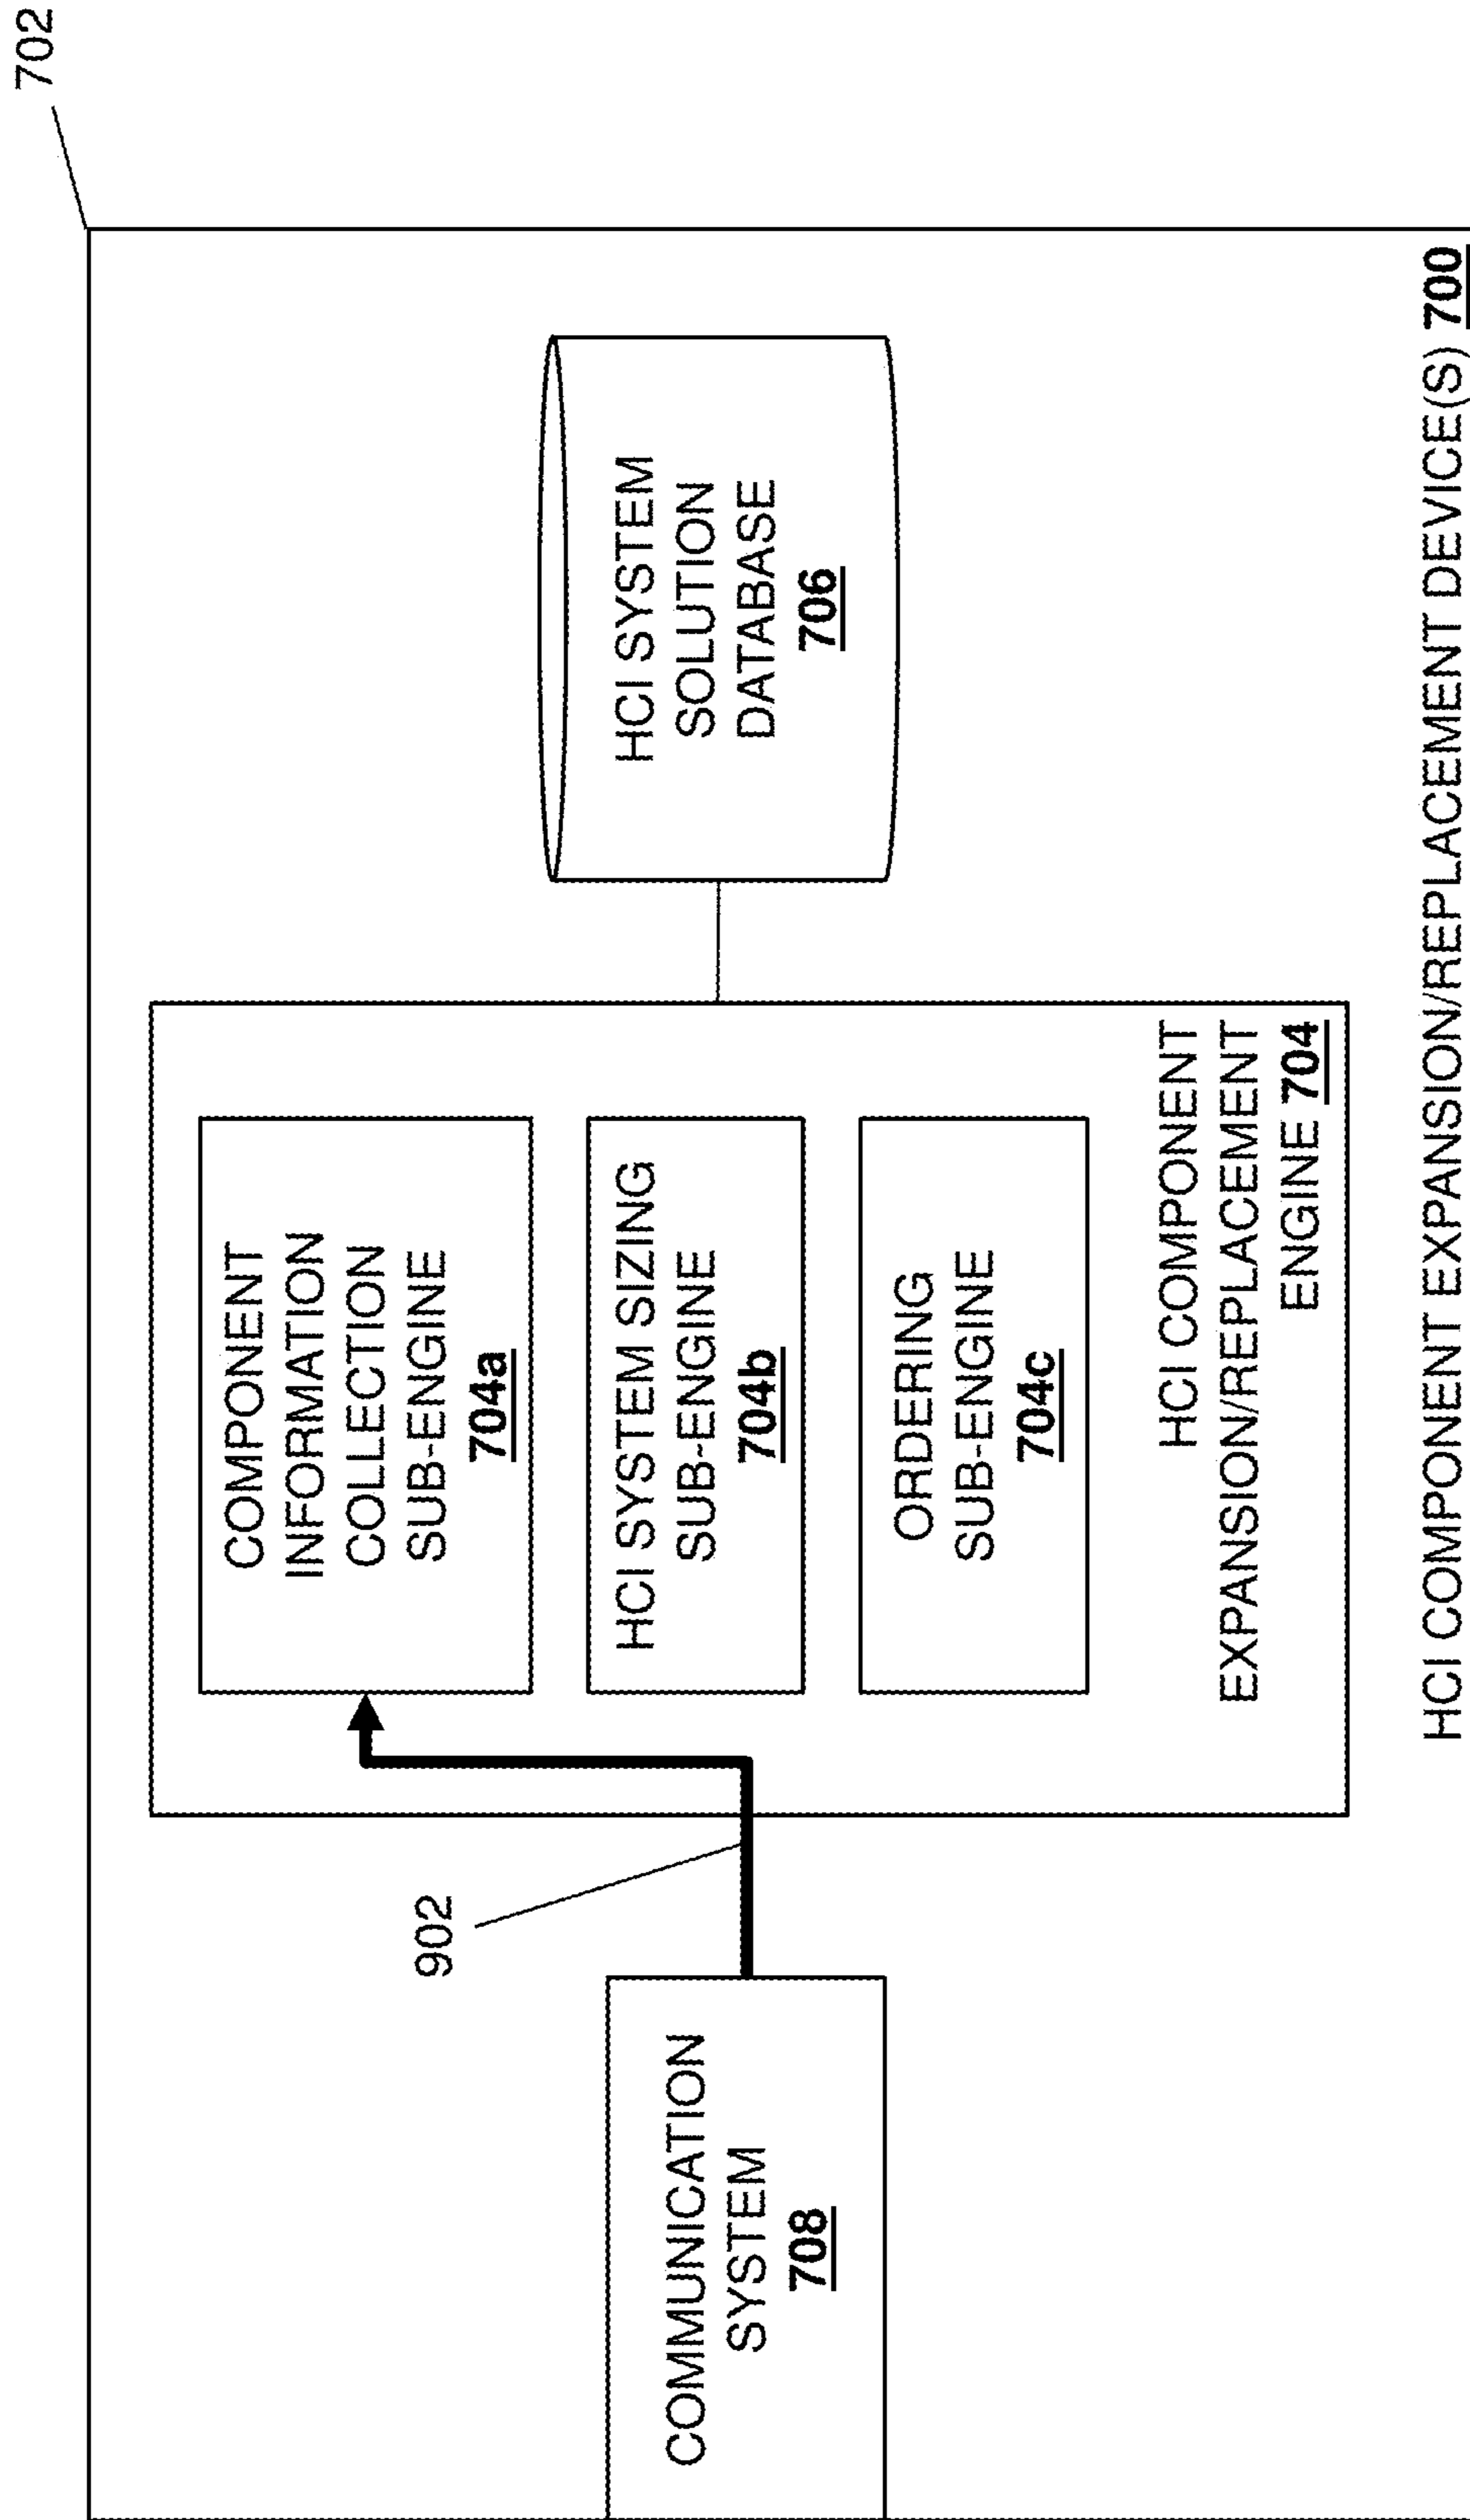 702
COMPONENT
INFORMATION
COLLECTION
SUB-ENGINE
704a
HCI SYSTEM SIZING
SUB-ENGINE
704b
ORDERING
SUB-ENGINE
704c
HCI COMPONENT
EXPANSION/REPLACEMENT
ENGINE 704
HCI SYSTEM
SOLUTION
DATABASE
706
902
COMMUNICATION
SYSTEM
708
HCI COMPONENT EXPANSION/REPLACEMENT DEVICE(S) 700